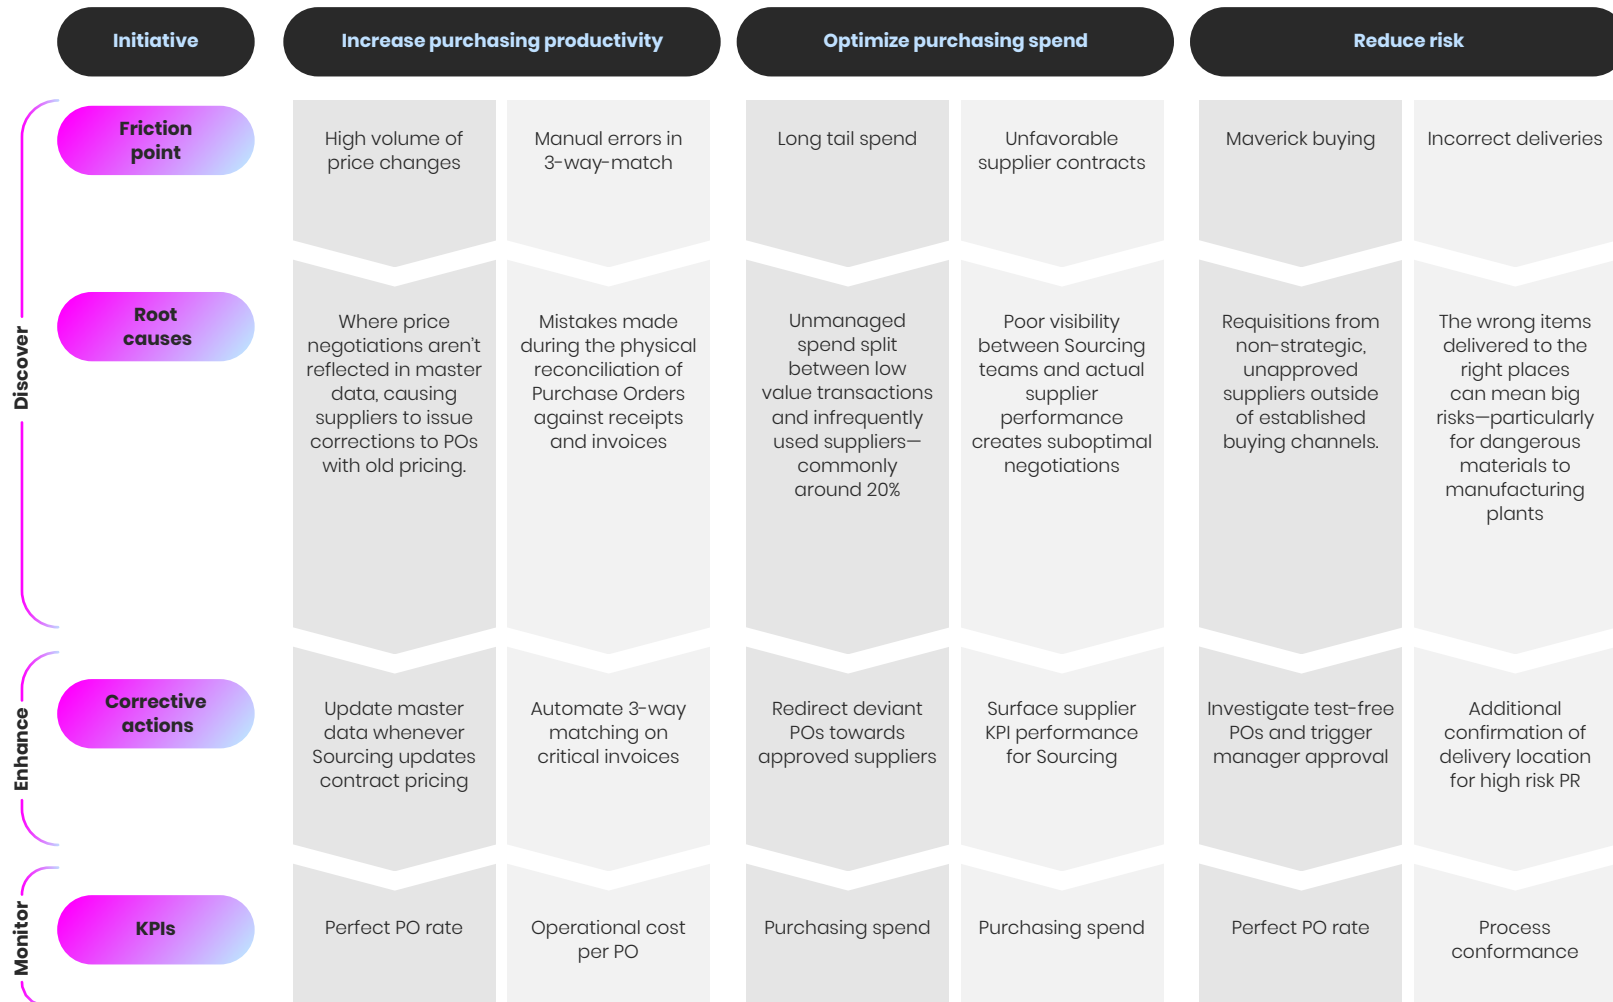 Initiative
Increase purchasing productivity
Optimize purchasing spend
Reduce risk
Discover
Friction
point
High volume of
price changes
Manual errors in
3-way-match
Long tail spend
Unfavorable
supplier contracts
Maverick buying
Incorrect deliveries
Root
causes
Where price
negotiations aren't
reflected in master
data, causing
suppliers to issue
corrections to POs
with old pricing.
Mistakes made
during the physical
reconciliation of
Purchase Orders
against receipts
and invoices
Unmanaged
spend split
between low
value transactions
and infrequently
used suppliers—
commonly
around 20%
Poor visibility
between Sourcing
teams and actual
supplier
performance
creates suboptimal
negotiations
Requisitions from
non-strategic,
unapproved
suppliers outside
of established
buying channels.
The wrong items
delivered to the
right places
can mean big
risks—particularly
for dangerous
materials to
manufacturing
plants
Enhance
Corrective
actions
Update master
data whenever
Sourcing updates
contract pricing
Automate 3-way
matching on
critical invoices
Redirect deviant
POs towards
approved suppliers
Surface supplier
KPI performance
for Sourcing
Investigate test-free
POs and trigger
manager approval
Additional
confirmation of
delivery location
for high risk PR
Monitor
KPIs
Perfect PO rate
Operational cost
per PO
Purchasing spend
Purchasing spend
Perfect PO rate
Process
conformance